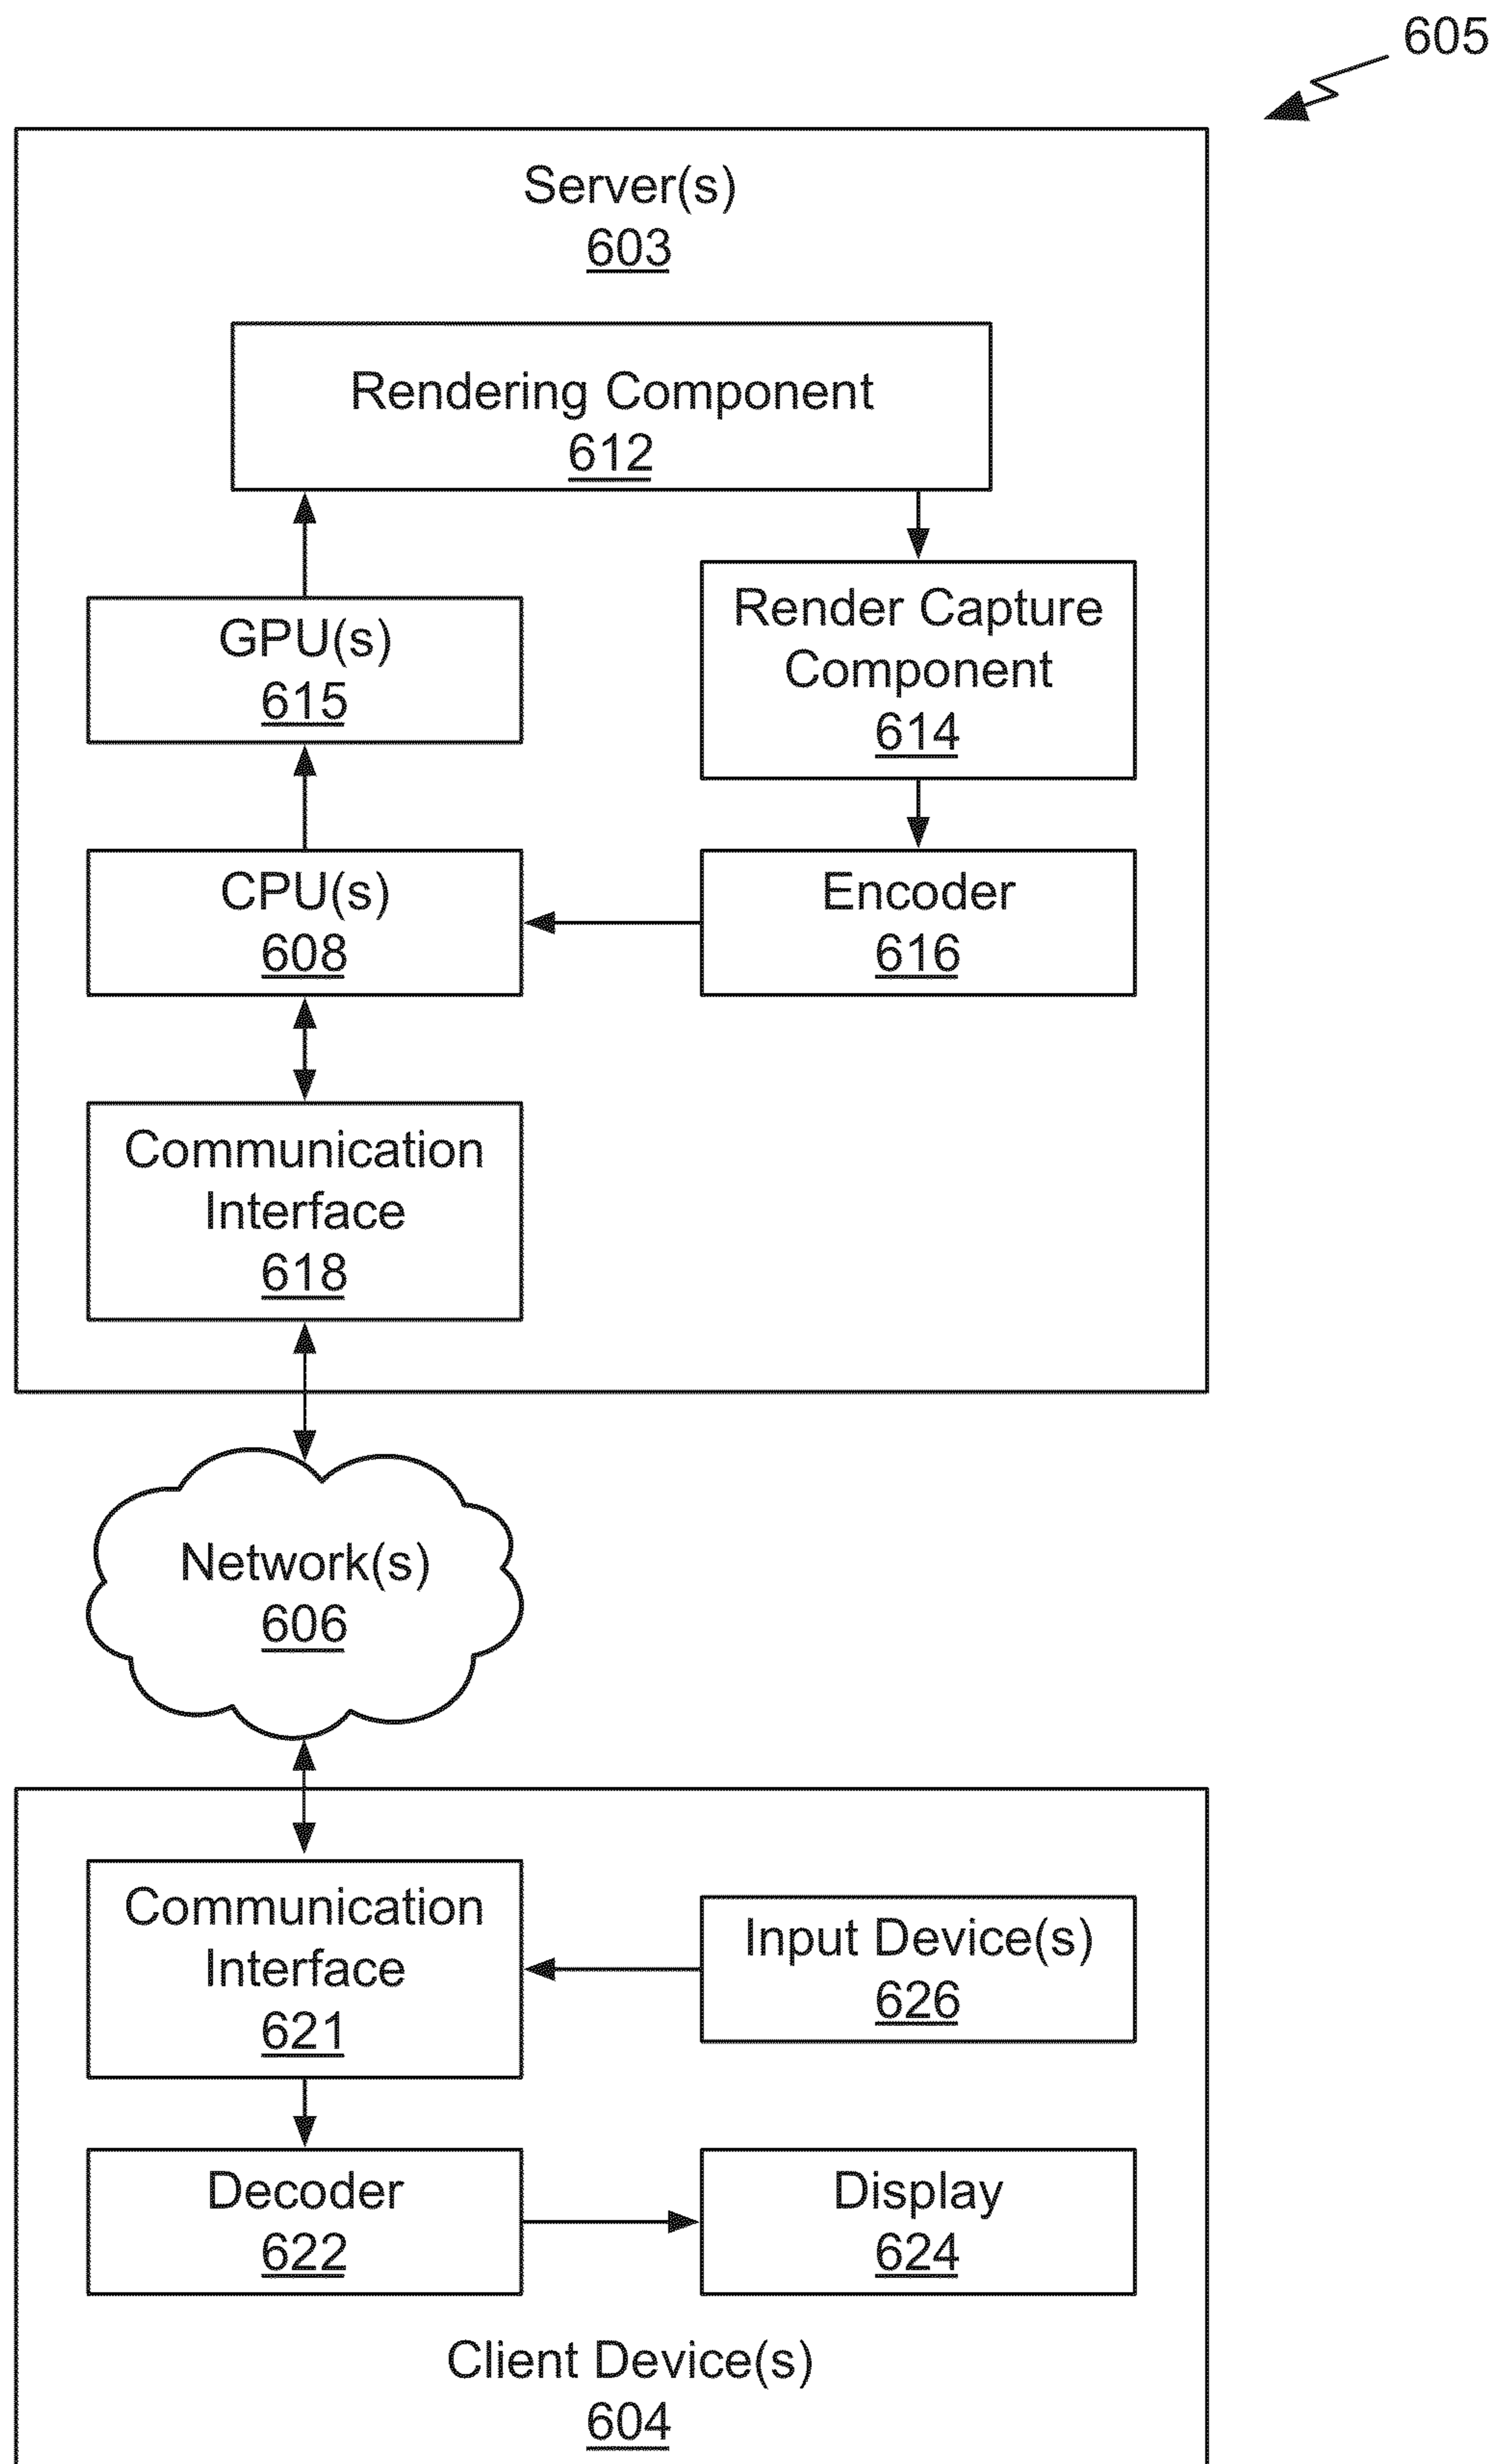 605
Server(s)
603
Rendering Component
612
GPU(s)
615
Render Capture
Component
614
CPU(s)
608
Encoder
616
Communication
Interface
618
Network(s)
606
Communication
Interface
621
Input Device(s)
626
Decoder
622
Display
624
Client Device(s)
604